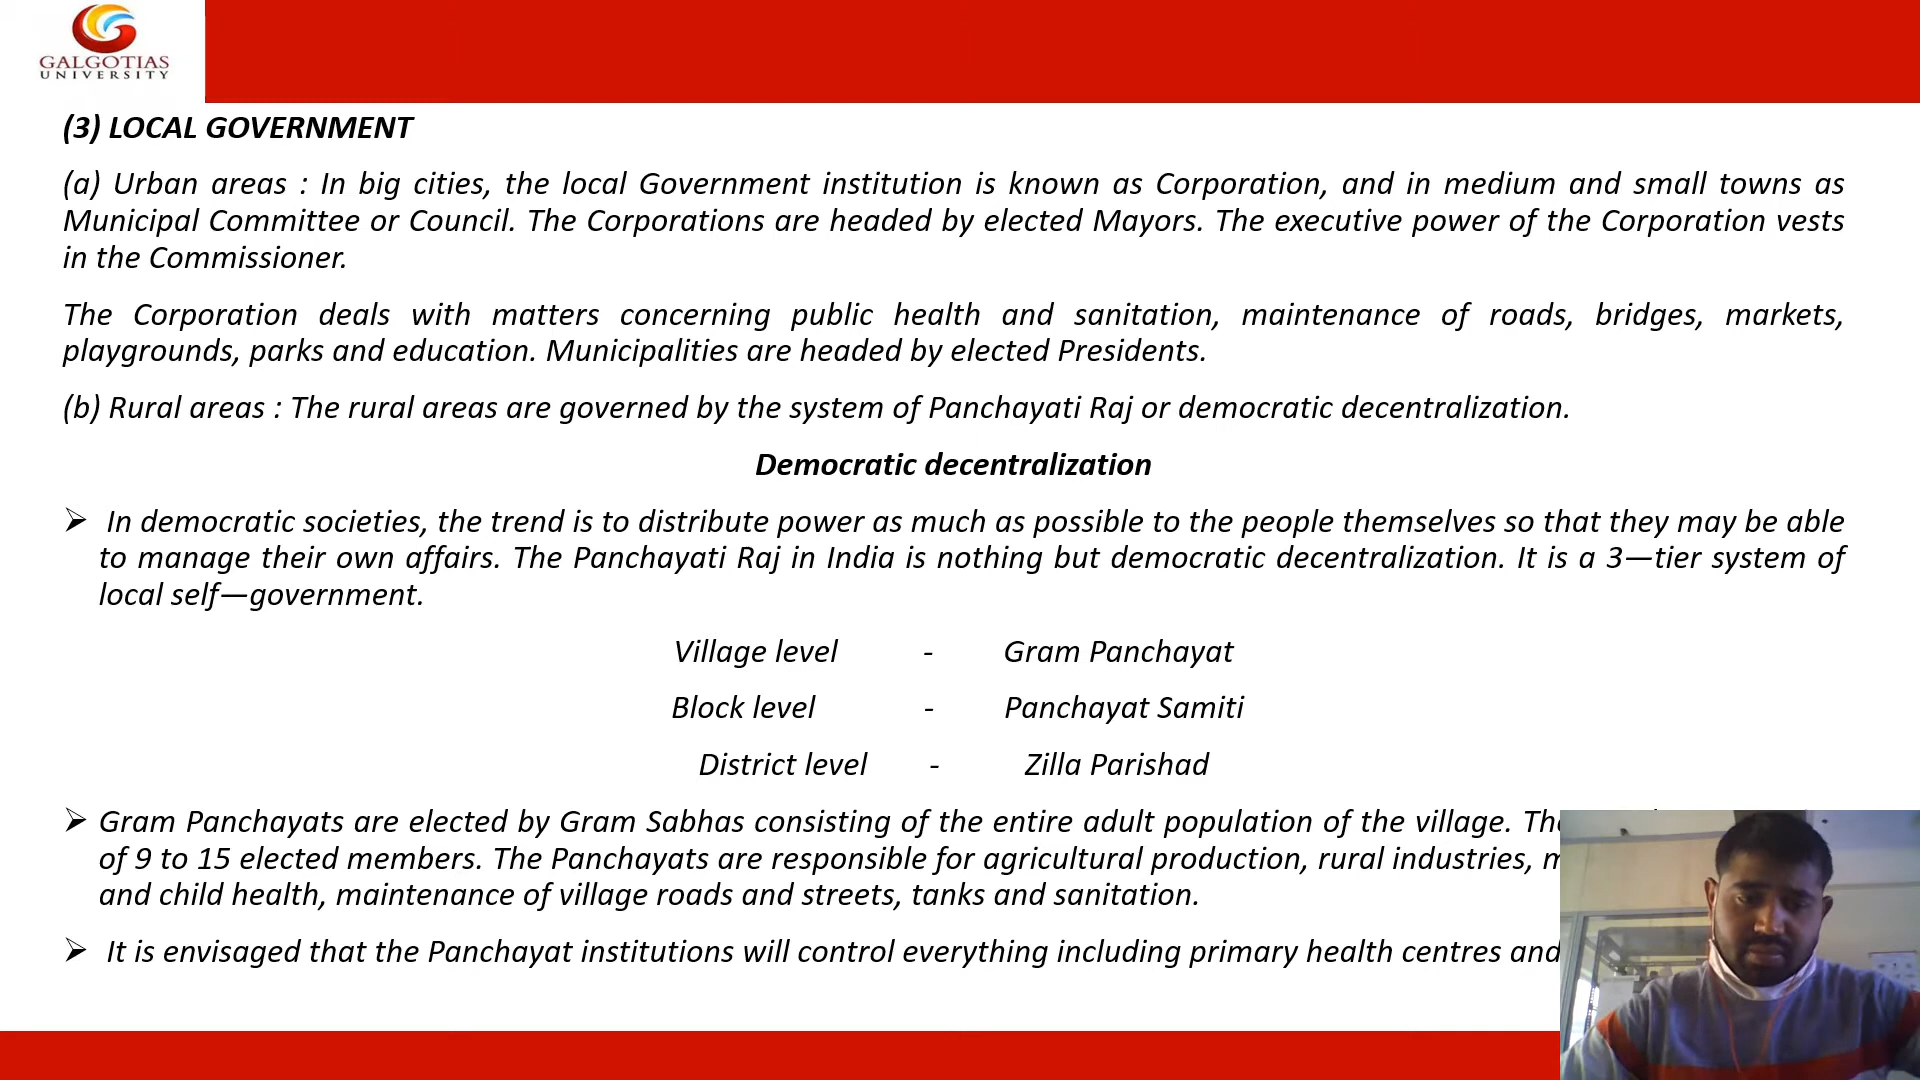 GALGOTIAS
UNIVERSITY
(3) LOCAL GOVERNMENT
(a) Urban areas : In big cities, the local Government institution is known as Corporation, and in medium and small towns as
Municipal Committee or Council. The Corporations are headed by elected Mayors. The executive power of the Corporation vests
in the Commissioner.
The Corporation deals with matters concerning public health and sanitation, maintenance of roads, bridges, markets,
playgrounds, parks and education. Municipalities are headed by elected Presidents.
(b) Rural areas : The rural areas are governed by the system of Panchayati Raj or democratic decentralization.
Democratic decentralization
➢ In democratic societies, the trend is to distribute power as much as possible to the people themselves so that they may be able
to manage their own affairs. The Panchayati Raj in India is nothing but democratic decentralization. It is a 3—tier system of
local self—government.
Village level - Gram Panchayat
Block level - Panchayat Samiti
District level - Zilla Parishad
➢ Gram Panchayats are elected by Gram Sabhas consisting of the entire adult population of the village.
of 9 to 15 elected members. The Panchayats are responsible for agricultural production, rural industries,
and child health, maintenance of village roads and streets, tanks and sanitation.
➢ It is envisaged that the Panchayat institutions will control everything including primary health centres and